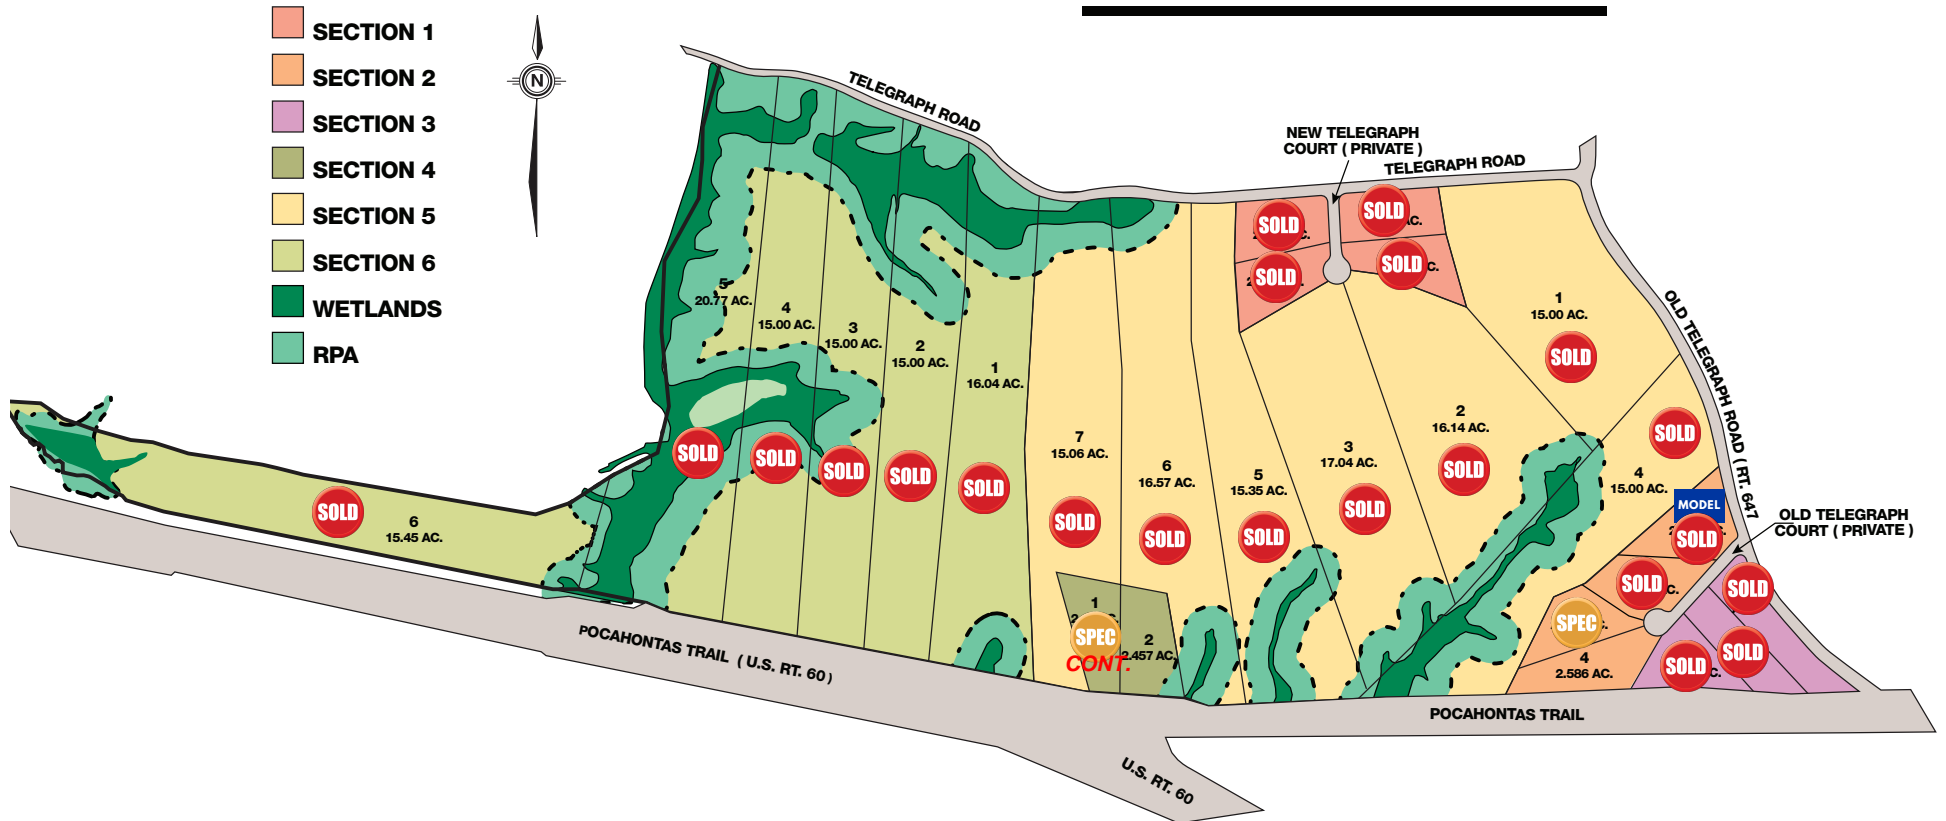 SECTION 1
SECTION 2
SECTION 3
SECTION 4
SECTION 5
SECTION 6
WETLANDS
RPA
N
TELEGRAPH ROAD
NEW TELEGRAPH
COURT ( PRIVATE )
TELEGRAPH ROAD
SOLD
SOLD
AC.
SOLD
SOLD
C.
5
20.77 AC.
4
15.00 AC.
3
15.00 AC.
2
15.00 AC.
1
16.04 AC.
1
15.00 AC.
SOLD
OLD TELEGRAPH ROAD ( RT. 647
SOLD
SOLD
SOLD
SOLD
SOLD
7
15.06 AC.
SOLD
6
16.57 AC.
SOLD
5
15.35 AC.
SOLD
3
17.04 AC.
SOLD
2
16.14 AC.
SOLD
4
15.00 AC.
SOLD
MODEL
SOLD
C.
OLD TELEGRAPH
COURT ( PRIVATE )
SOLD
6
15.45 AC.
SOLD
C.
SOLD
SPEC
C.
4
2.586 AC.
SOLD
C.
SOLD
1
SPEC
CONT.
2
2.457 AC.
POCAHONTAS TRAIL ( U.S. RT. 60 )
POCAHONTAS TRAIL
U.S. RT. 60